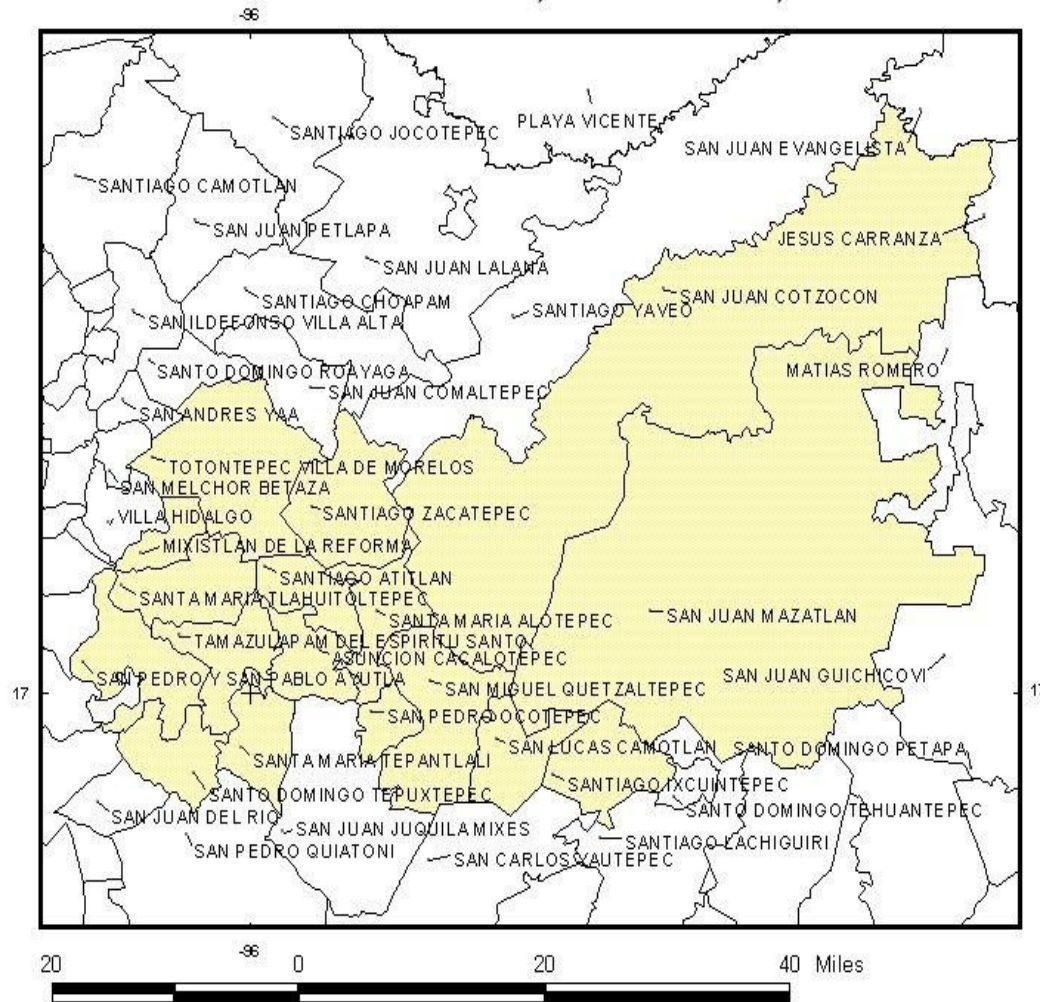 -96
SANTIAGO JOCOTEPEC
PLAYA VICENTE
SAN JUAN EVANGELISTA
SANTIAGO CAMOTLAN
SAN JUAN PETLAPA
JESUS CARRANZA
SAN JUAN LALANA
SANTIAGO CHOAPAM
SAN JUAN COTZOCON
SANTIAGO YAVEO
SAN ILDEFONSO VILLA ALTA
SANTO DOMINGO ROAYAGA
MATIAS ROMERO
SAN JUAN COMALTEPEC
SAN ANDRES YAA
TOTONTEPEC VILLA DE MORELOS
SAN MELCHOR BETAZA
VILLA HIDALGO
SANTIAGO ZACATEPEC
MIXISTLAN DE LA REFORMA
SANTIAGO ATITLAN
SANTA MARIA TLAHUITOLTEPEC
SANTA MARIA ALOTEPEC
SAN JUAN MAZATLAN
TAMAZULAPAM DEL ESPIRITU SANTO
ASUNCION CACALOTEPEC
SAN PEDRO Y SAN PABLO AYUTLA
SAN JUAN GUICHICOVI
17
SAN MIGUEL QUETZALTEPEC
17
SAN PEDRO OCOTEPEC
SAN LUCAS CAMOTLAN
SANTO DOMINGO PETAPA
SANTA MARIA TEPANTLALI
SANTIAGO IXCUINTEPEC
SANTO DOMINGO TEPUXTEPEC
SANTO DOMINGO TEHUANTEPEC
SAN JUAN DEL RIO
SAN JUAN JUQUILA MIXES
SANTIAGO LACHIGUIRI
SAN PEDRO QUIATONI
SAN CARLOS YAUTEPEC
-96
20 0 20 40 Miles